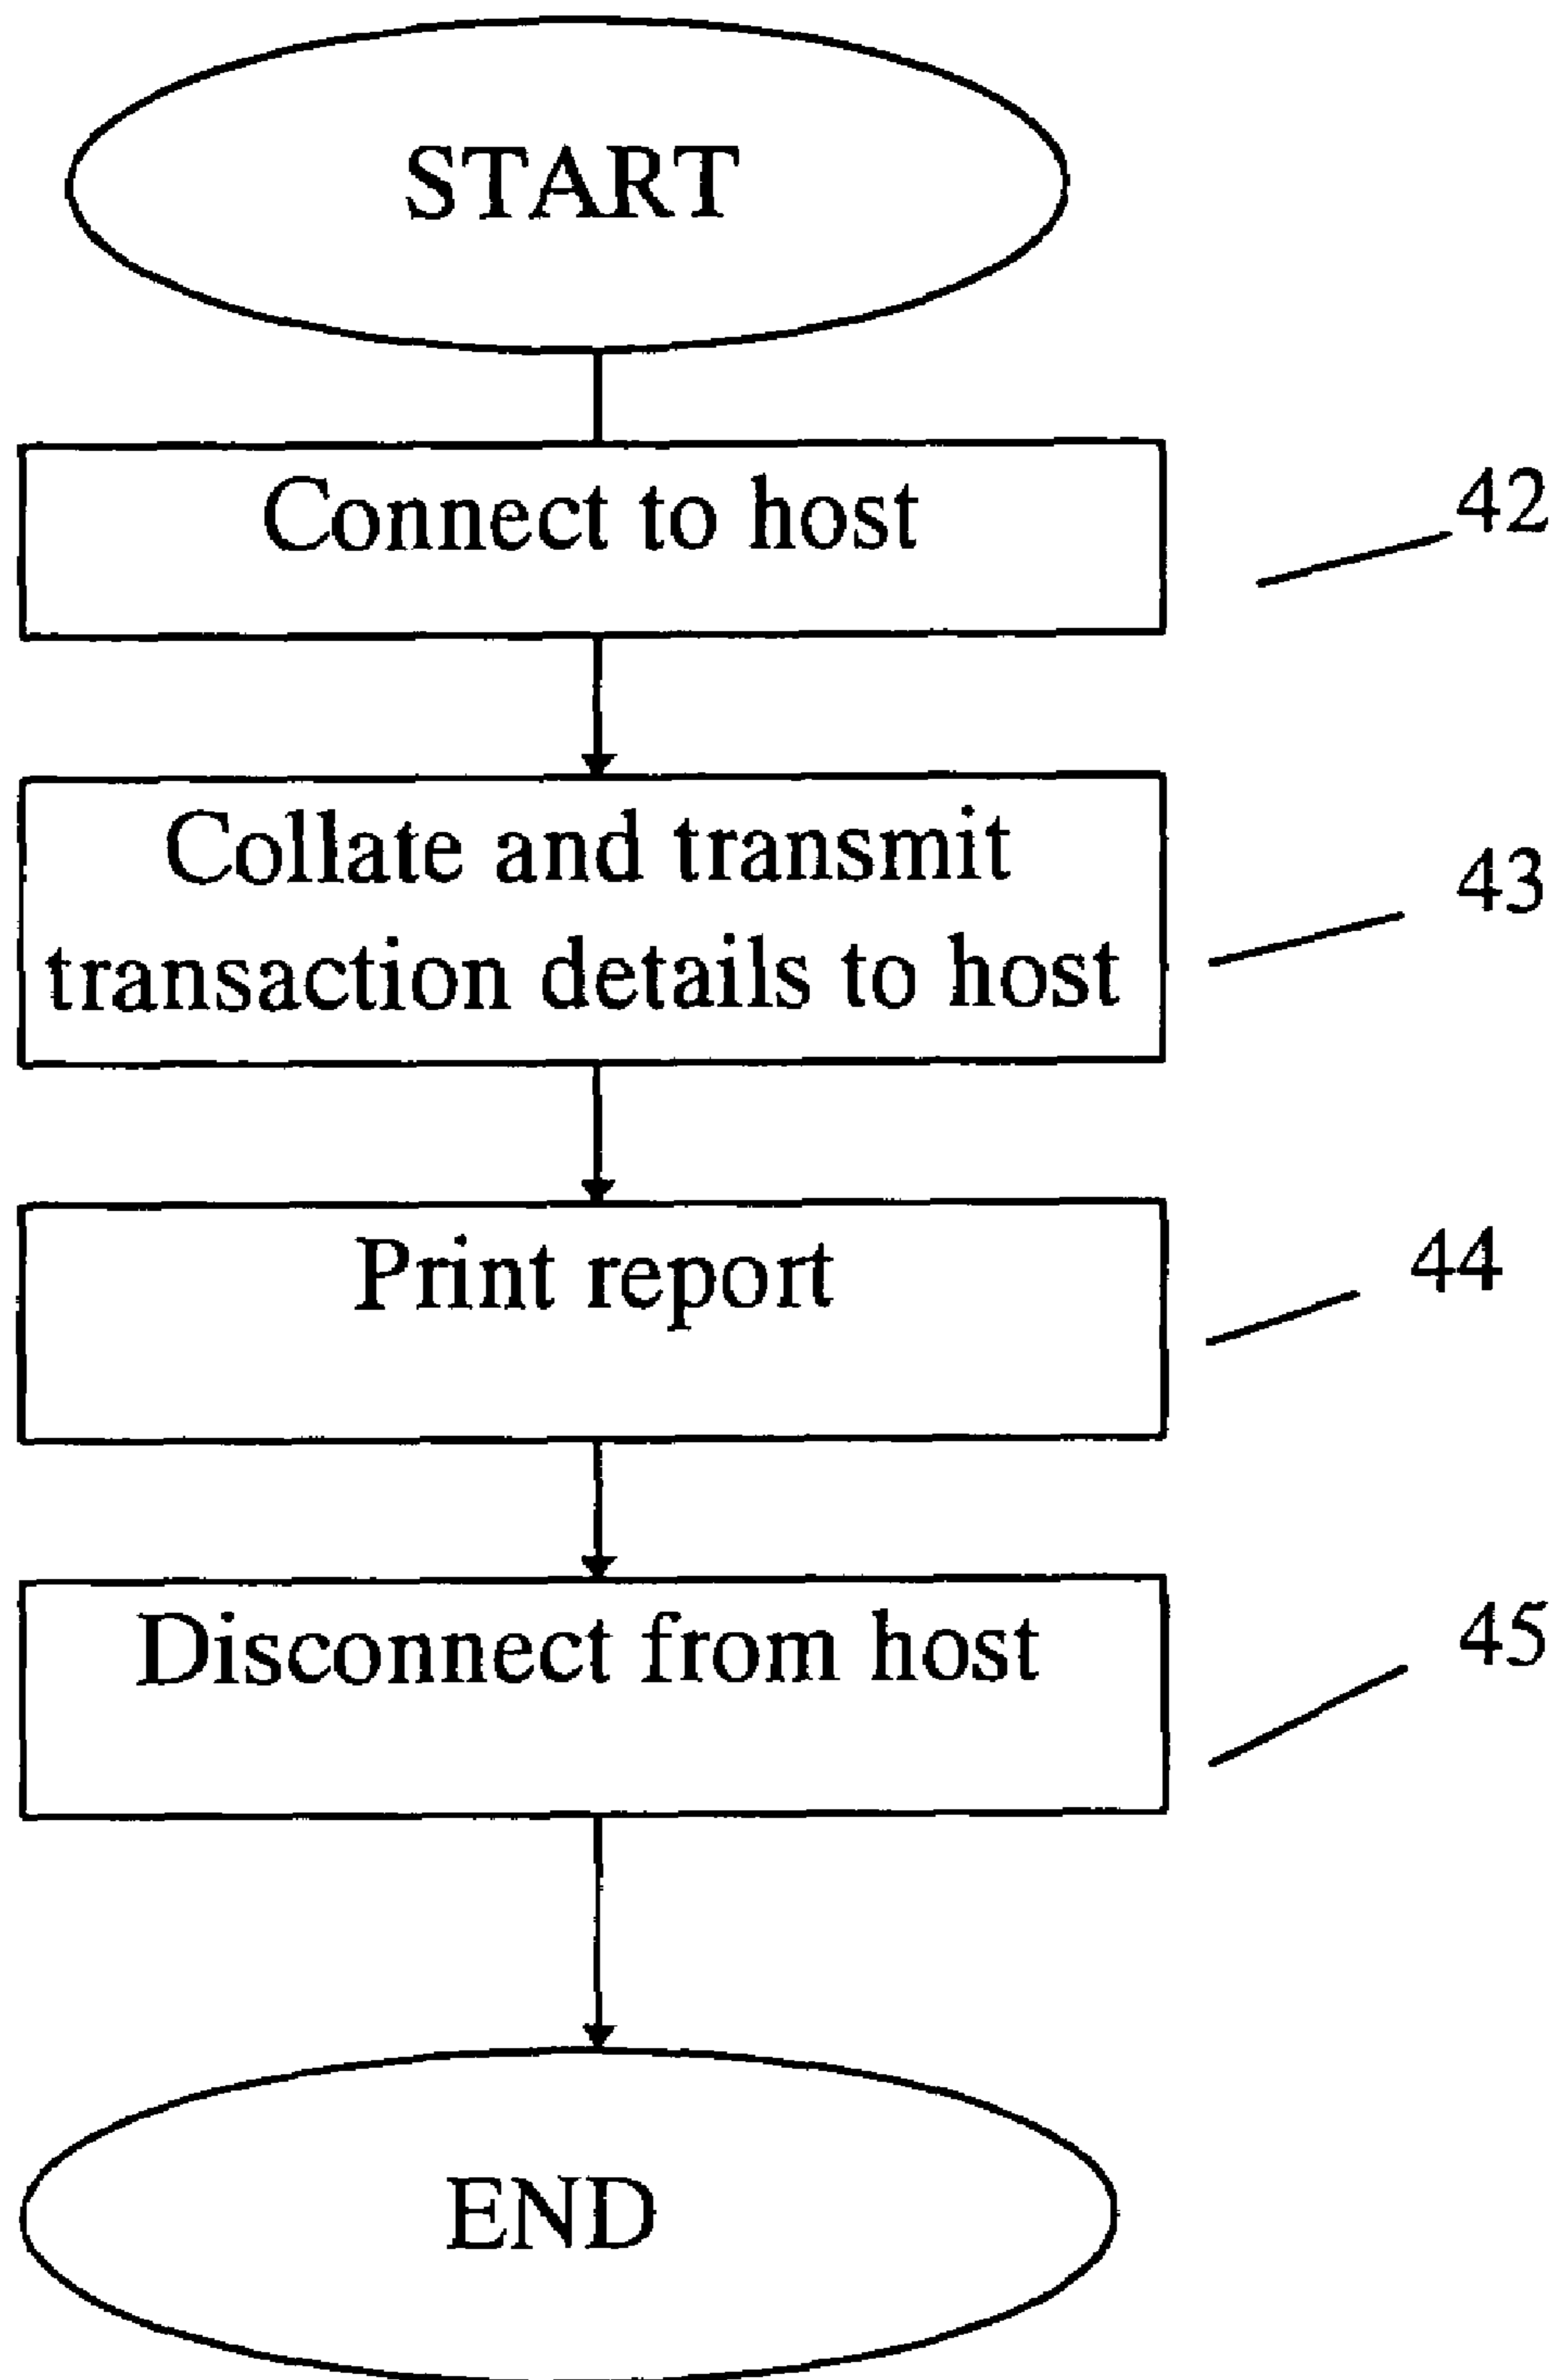 START
Connect to host
42
Collate and transmit
transaction details to host
43
Print report
44
Disconnect from host
45
END